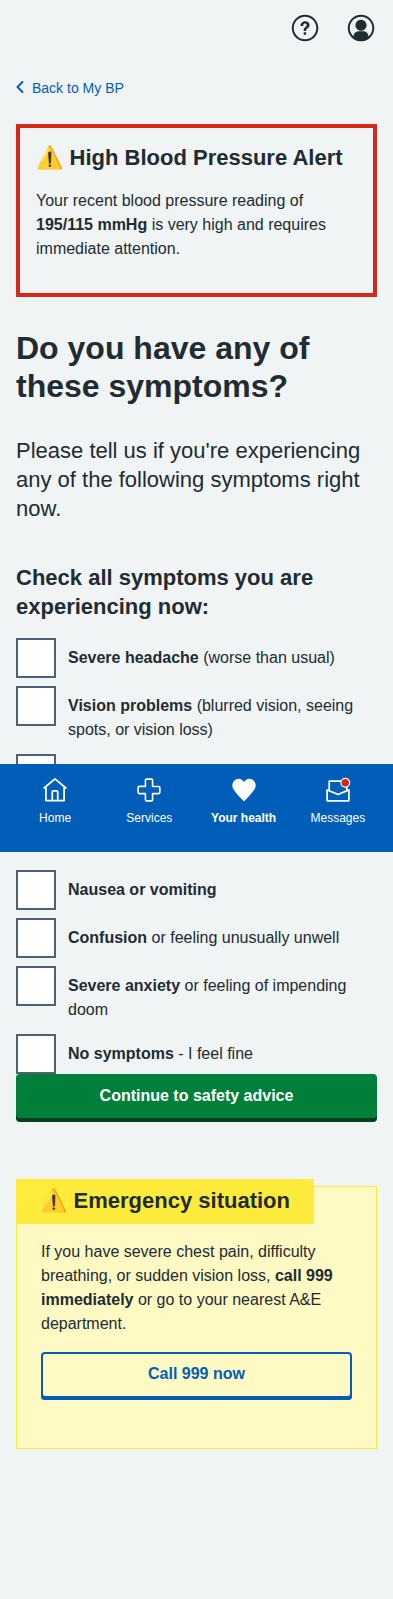 Back to My BP
⚠️ High Blood Pressure Alert
Your recent blood pressure reading of
195/115 mmHg is very high and requires
immediate attention.
Do you have any of
these symptoms?
Please tell us if you're experiencing
any of the following symptoms right
now.
Check all symptoms you are
experiencing now:
Severe headache (worse than usual)
Vision problems (blurred vision, seeing
spots, or vision loss)
Home
Services
Your health
Messages
Nausea or vomiting
Confusion or feeling unusually unwell
Severe anxiety or feeling of impending
doom
No symptoms - I feel fine
Continue to safety advice
⚠️ Emergency situation
If you have severe chest pain, difficulty
breathing, or sudden vision loss, call 999
immediately or go to your nearest A&E
department.
Call 999 now